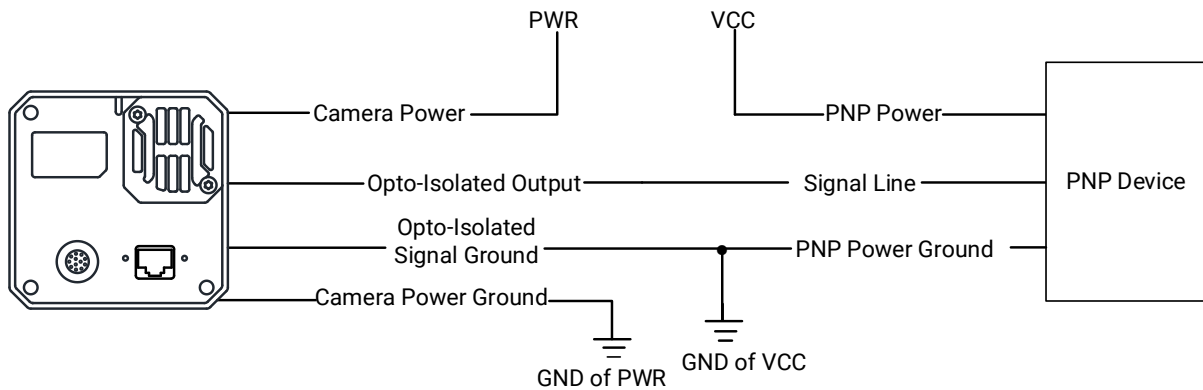 PWR
VCC
Camera Power
PNP Power
Opto-Isolated Output
Signal Line
PNP Device
Opto-Isolated
Signal Ground
PNP Power Ground
Camera Power Ground
GND of PWR
GND of VCC